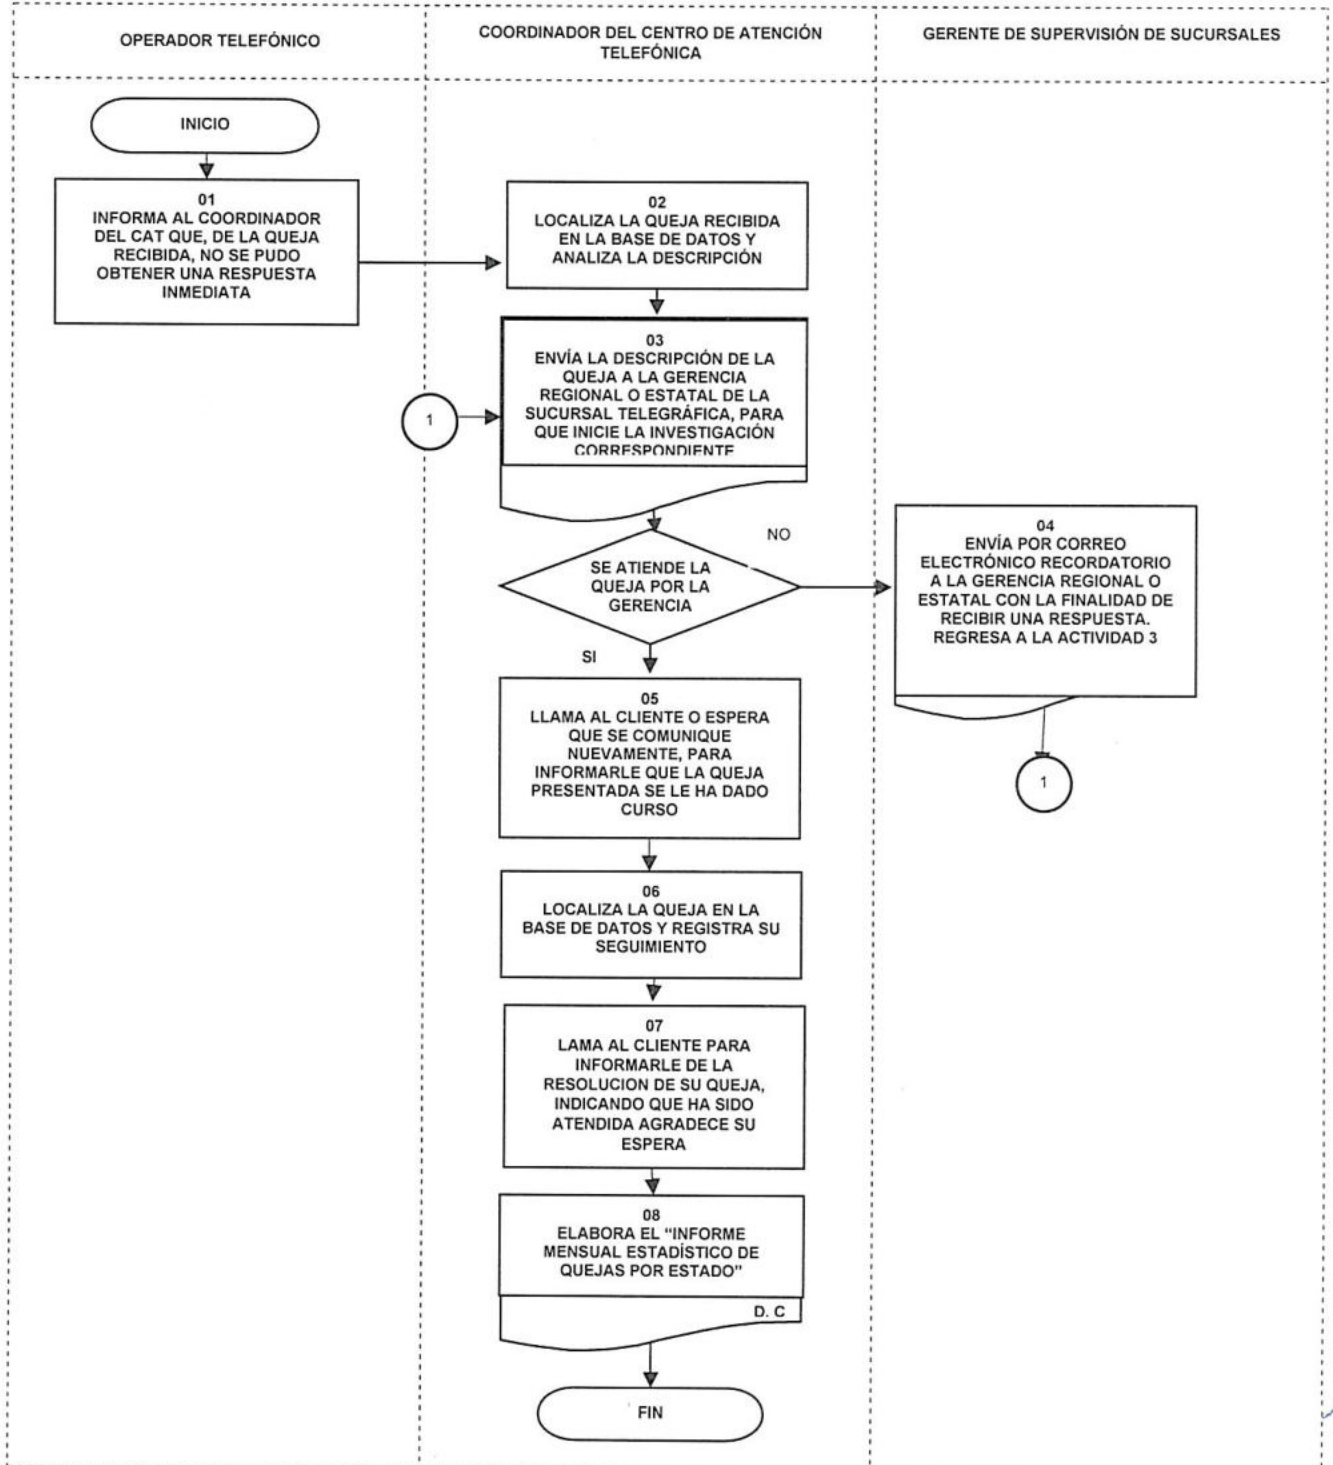 OPERADOR TELEFÓNICO
COORDINADOR DEL CENTRO DE ATENCIÓN
TELEFÓNICA
GERENTE DE SUPERVISIÓN DE SUCURSALES
INICIO
01
INFORMA AL COORDINADOR
DEL CAT QUE, DE LA QUEJA
RECIBIDA, NO SE PUDO
OBTENER UNA RESPUESTA
INMEDIATA
02
LOCALIZA LA QUEJA RECIBIDA
EN LA BASE DE DATOS Y
ANALIZA LA DESCRIPCIÓN
03
ENVÍA LA DESCRIPCIÓN DE LA
QUEJA A LA GERENCIA
REGIONAL O ESTATAL DE LA
SUCURSAL TELEGRÁFICA, PARA
QUE INICIE LA INVESTIGACIÓN
CORRESPONDIENTE
1
SE ATIENDE LA
QUEJA POR LA
GERENCIA
NO
SI
04
ENVÍA POR CORREO
ELECTRÓNICO RECORDATORIO
A LA GERENCIA REGIONAL O
ESTATAL CON LA FINALIDAD DE
RECIBIR UNA RESPUESTA.
REGRESA A LA ACTIVIDAD 3
1
05
LLAMA AL CLIENTE O ESPERA
QUE SE COMUNIQUE
NUEVAMENTE, PARA
INFORMARLE QUE LA QUEJA
PRESENTADA SE LE HA DADO
CURSO
06
LOCALIZA LA QUEJA EN LA
BASE DE DATOS Y REGISTRA SU
SEGUIMIENTO
07
LAMA AL CLIENTE PARA
INFORMARLE DE LA
RESOLUCION DE SU QUEJA,
INDICANDO QUE HA SIDO
ATENDIDA AGRADECE SU
ESPERA
08
ELABORA EL “INFORME
MENSUAL ESTADÍSTICO DE
QUEJAS POR ESTADO”
D. C
FIN